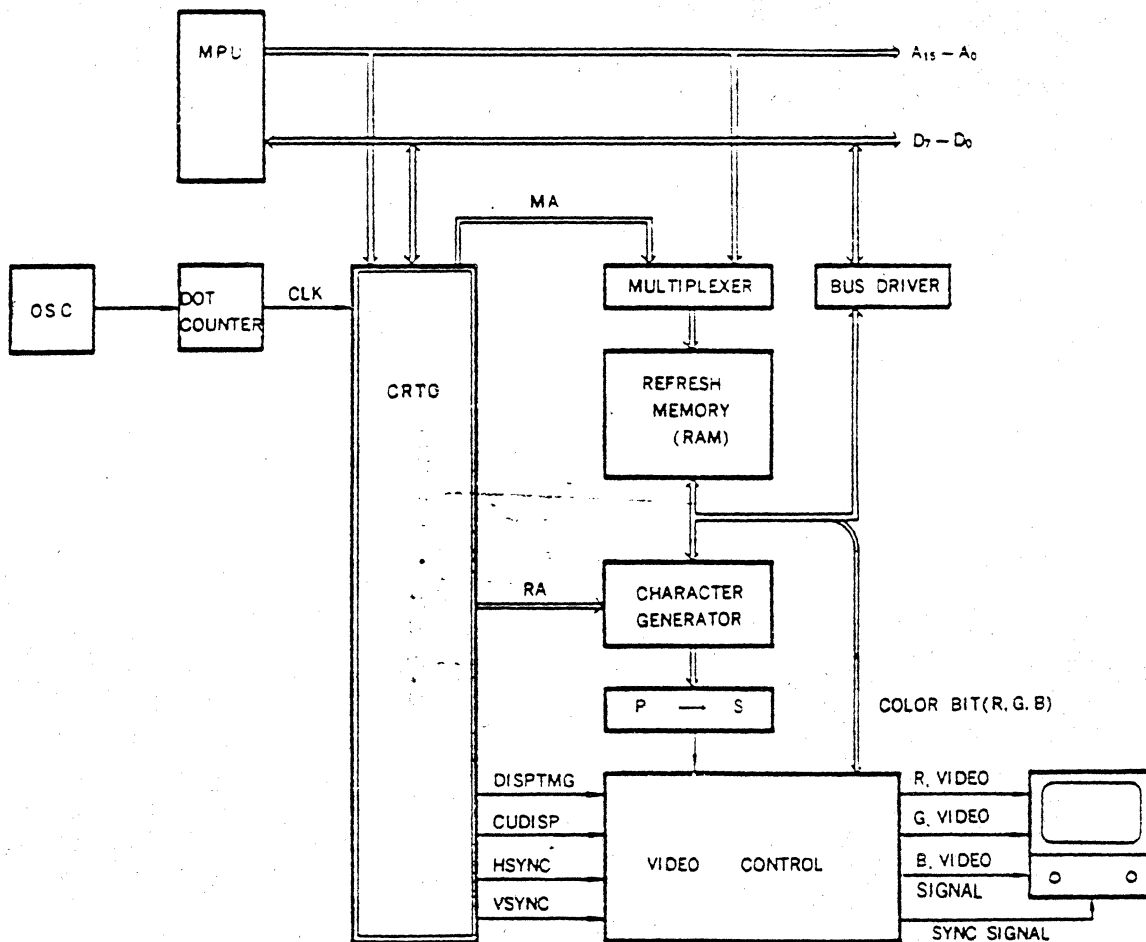 MPU
A15 – A0
D7 – D0
MA
OSC
DOT
COUNTER
CLK
MULTIPLEXER
BUS DRIVER
CRTC
REFRESH
MEMORY
(RAM)
RA
CHARACTER
GENERATOR
P → S
COLOR BIT(R, G, B)
DISPTMG
CUDISP
HSYNC
VSYNC
VIDEO CONTROL
R, VIDEO
G, VIDEO
B, VIDEO
SIGNAL
SYNC SIGNAL